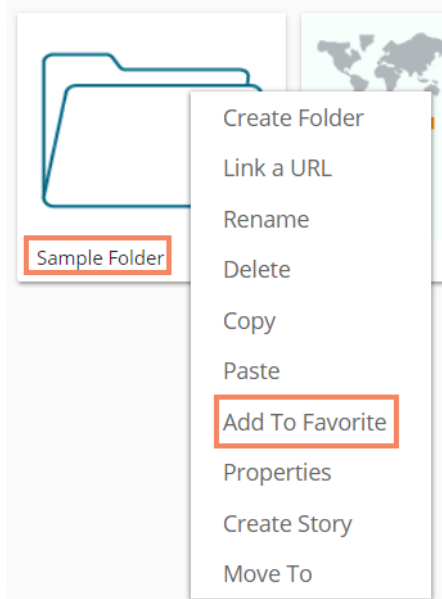 Sample Folder
Create Folder
Link a URL
Rename
Delete
Copy
Paste
Add To Favorite
Properties
Create Story
Move To